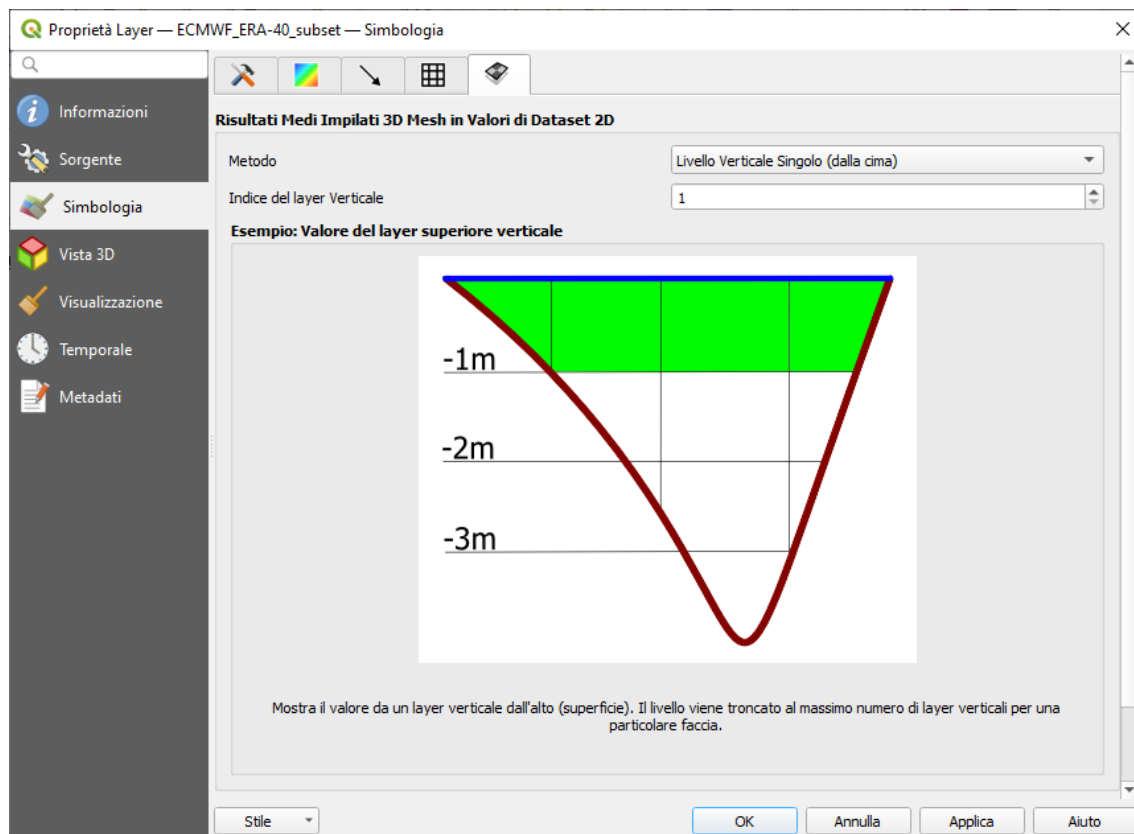 Proprietà Layer — ECMWF_ERA-40_subset — Simbologia
Informazioni
Sorgente
Simbologia
Vista 3D
Visualizzazione
Temporale
Metadati
Risultati Medi Impilati 3D Mesh in Valori di Dataset 2D
Metodo
Livello Verticale Singolo (dalla cima)
Indice del layer Verticale
1
Esempio: Valore del layer superiore verticale
-1m
-2m
-3m
Mostra il valore da un layer verticale dall'alto (superficie). Il livello viene troncato al massimo numero di layer verticali per una
particolare faccia.
Stile
OK
Annulla
Applica
Aiuto